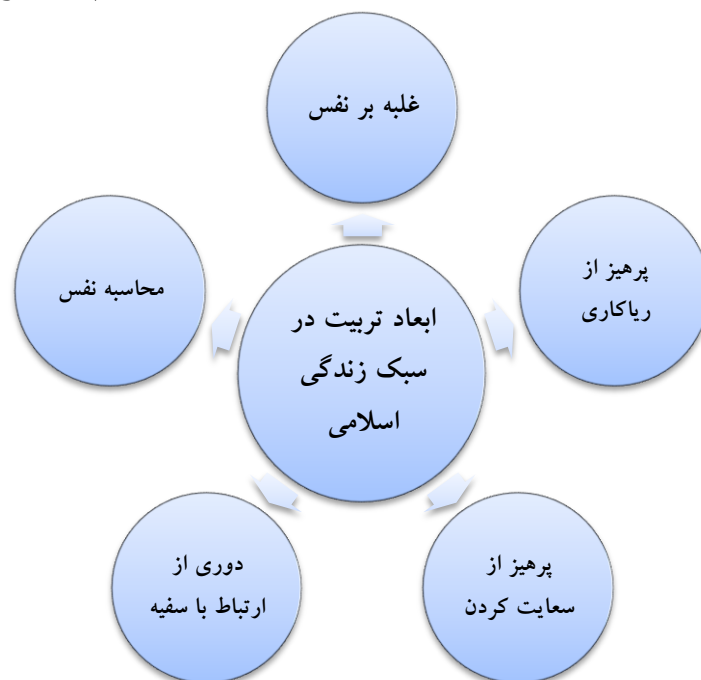 غلبه بر نفس
پرهیز از
ریاکاری
محاسبه نفس
ابعاد تربیت در
سبک زندگی
اسلامی
پرهیز از
سعایت کردن
دوری از
ارتباط با سفیه